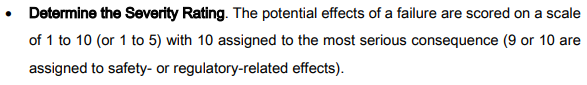 • Determine the Severity Rating. The potential effects of a failure are scored on a scale
of 1 to 10 (or 1 to 5) with 10 assigned to the most serious consequence (9 or 10 are
assigned to safety- or regulatory-related effects).